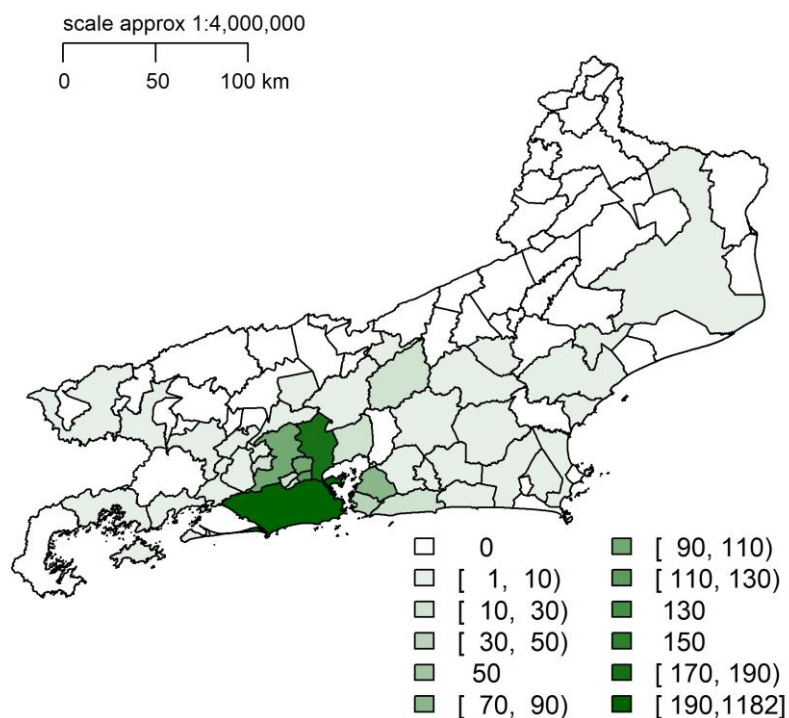 scale approx 1:4,000,000
0 50 100 km
0
[ 1, 10)
[ 10, 30)
[ 30, 50)
50
[ 70, 90)
[ 90, 110)
[ 110, 130)
130
150
[ 170, 190)
[ 190,1182]